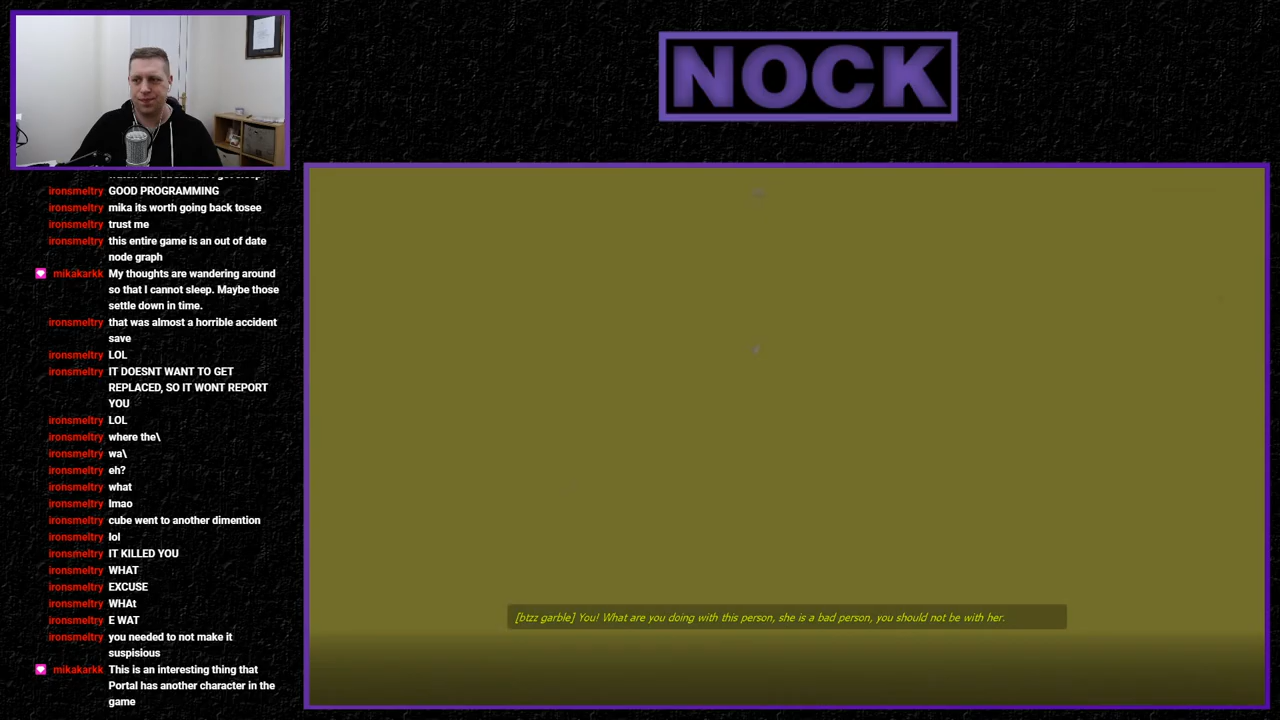 NOCK
ironsmeltry GOOD PROGRAMMING
ironsmeltry mika its worth going back tosee
ironsmeltry trust me
ironsmeltry this entire game is an out of date
node graph
mikakarkk My thoughts are wandering around
so that I cannot sleep. Maybe those
settle down in time.
ironsmeltry that was almost a horrible accident
save
ironsmeltry LOL
ironsmeltry IT DOESNT WANT TO GET
REPLACED, SO IT WONT REPORT
YOU
ironsmeltry LOL
ironsmeltry where the\
ironsmeltry wa\
ironsmeltry eh?
ironsmeltry what
ironsmeltry lmao
ironsmeltry cube went to another dimention
ironsmeltry lol
ironsmeltry IT KILLED YOU
ironsmeltry WHAT
ironsmeltry EXCUSE
ironsmeltry WHAt
ironsmeltry E WAT
ironsmeltry you needed to not make it
suspisious
mikakarkk This is an interesting thing that
Portal has another character in the
game
[btzz garble] You! What are you doing with this person, she is a bad person, you should not be with her.